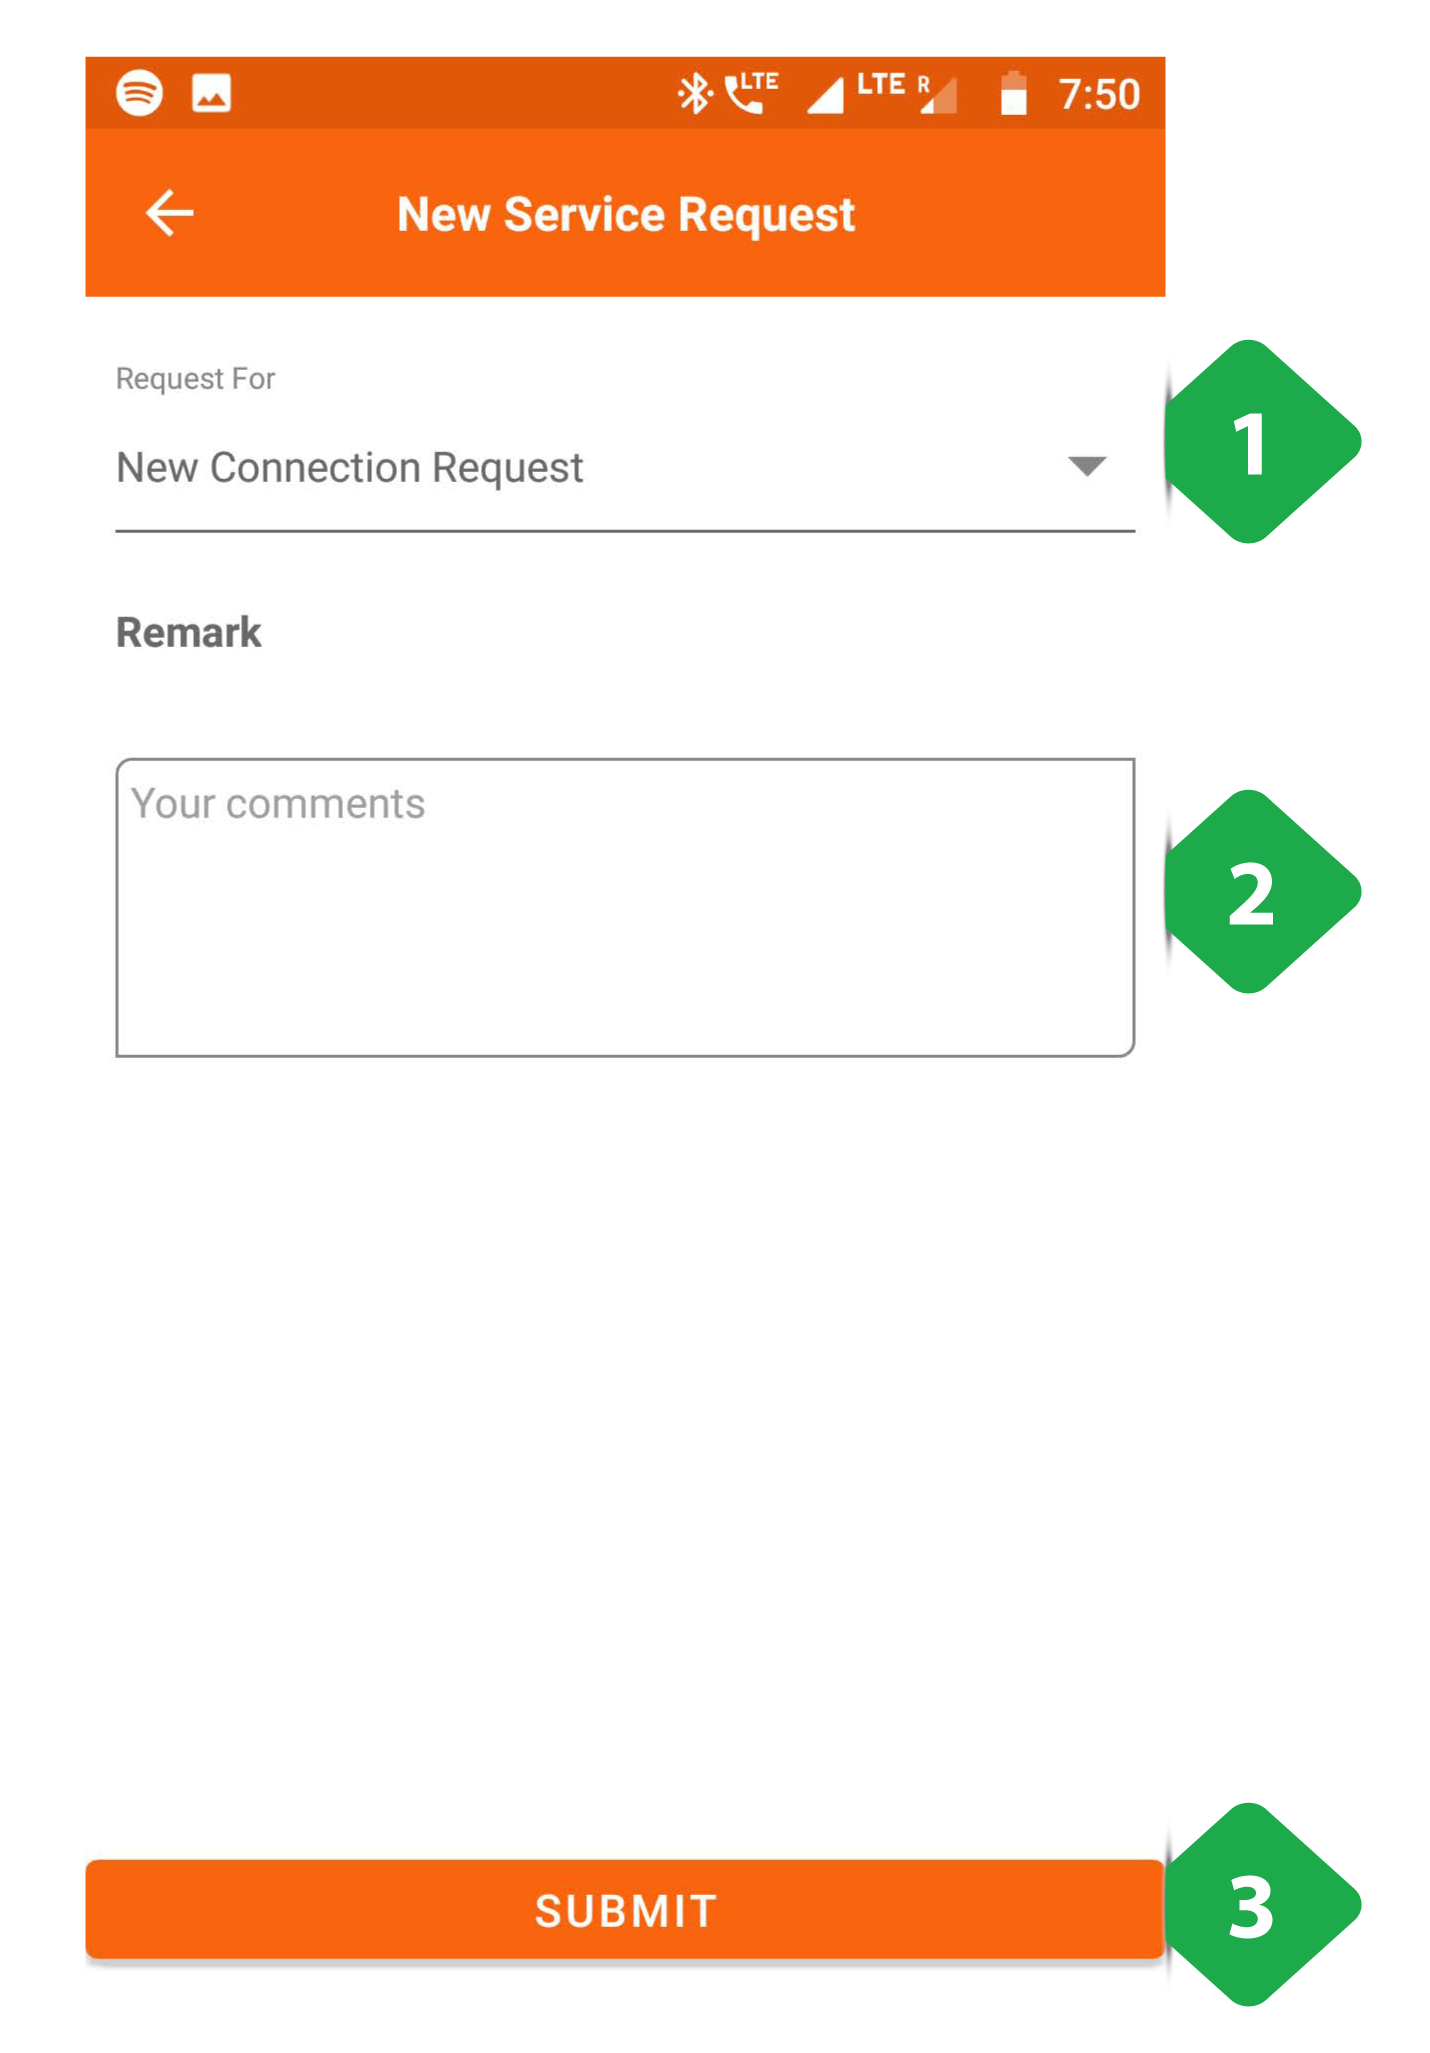 LTE LTE R 7:50
New Service Request
Request For
New Connection Request
1
Remark
Your comments
2
SUBMIT
3